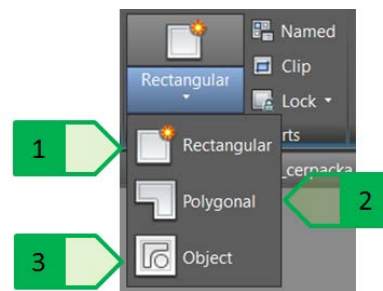 Named
Rectangular
Clip
Lock
rts
1
Rectangular
_cerpacka
Polygonal
2
3
Object